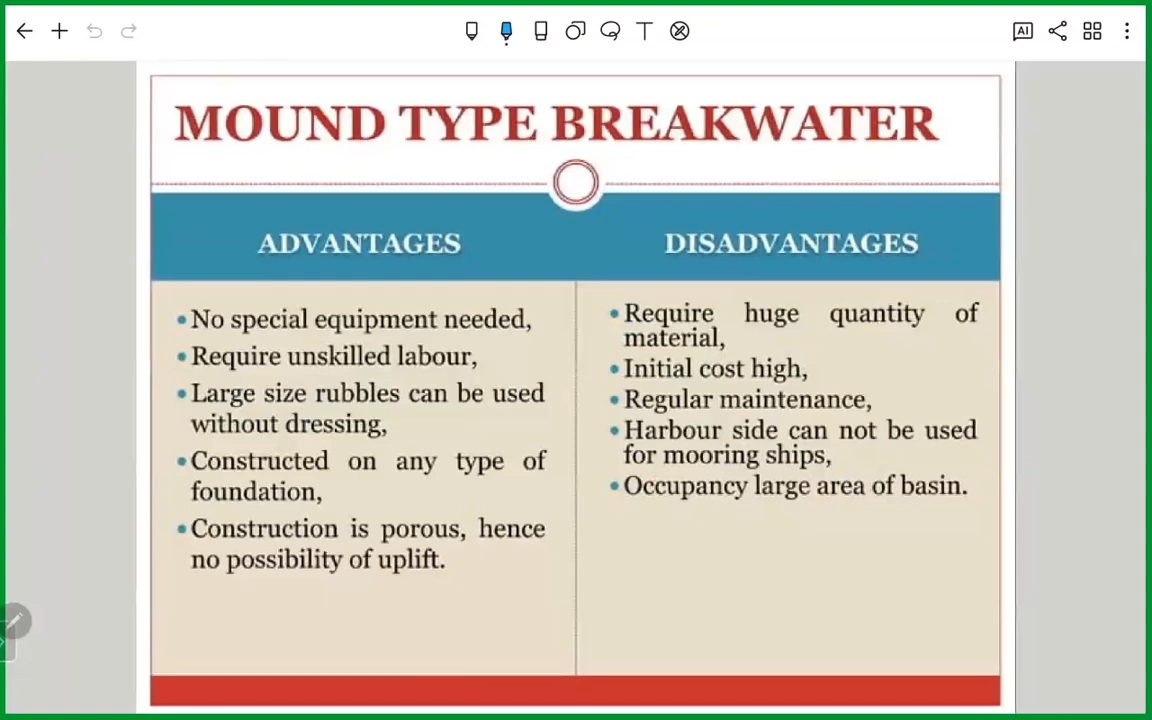 AI
MOUND TYPE BREAKWATER
ADVANTAGES
•No special equipment needed,
•Require unskilled labour,
•Large size rubbles can be used
without dressing,
•Constructed on any type of
foundation,
•Construction is porous, hence
no possibility of uplift.
DISADVANTAGES
•Require huge quantity of
material,
•Initial cost high,
•Regular maintenance,
•Harbour side can not be used
for mooring ships,
•Occupancy large area of basin.